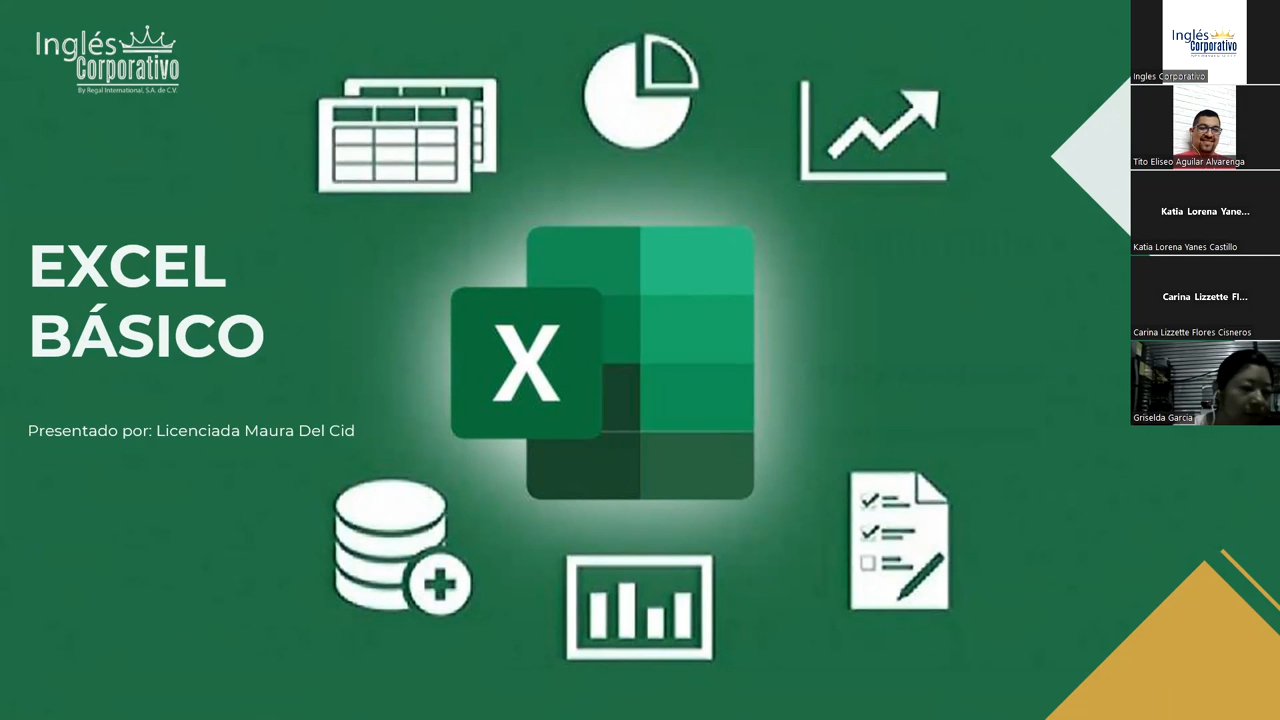 Inglés
Corporativo
By Regal International, S.A. de C.V.
EXCEL
BÁSICO
Presentado por: Licenciada Maura Del Cid
X
Inglés
Corporativo
Ingles Corporativo
Tito Eliseo Aguilar Alvarenga
Katia Lorena Yane...
Katia Lorena Yanes Castillo
Carina Lizzette Fl...
Carina Lizzette Flores Cisneros
Griselda Garcia